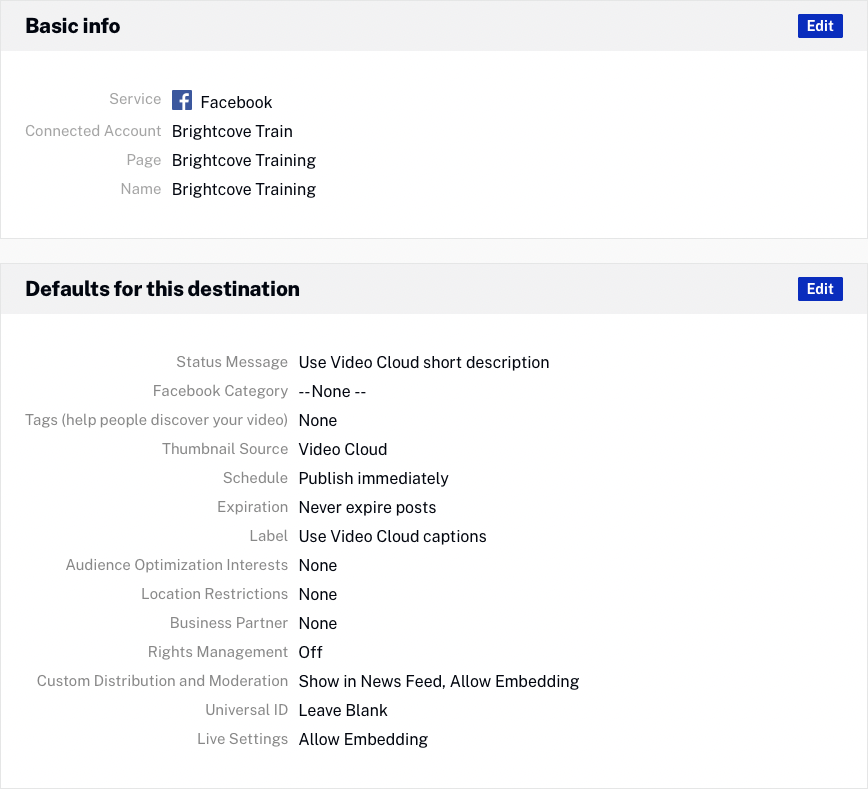 Basic info Edit
Service Facebook
Connected Account Brightcove Train
Page Brightcove Training
Name Brightcove Training
Defaults for this destination Edit
Status Message Use Video Cloud short description
Facebook Category --None --
Tags (help people discover your video) None
Thumbnail Source Video Cloud
Schedule Publish immediately
Expiration Never expire posts
Label Use Video Cloud captions
Audience Optimization Interests None
Location Restrictions None
Business Partner None
Rights Management Off
Custom Distribution and Moderation Show in News Feed, Allow Embedding
Universal ID Leave Blank
Live Settings Allow Embedding